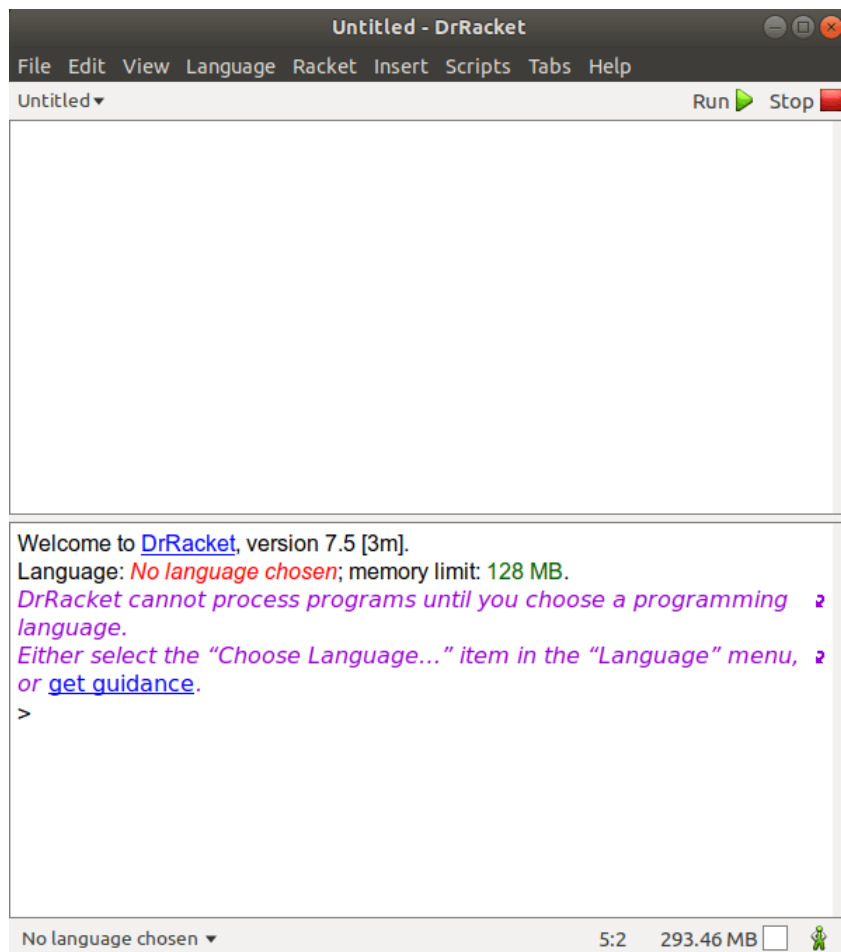 Untitled - DrRacket
File Edit View Language Racket Insert Scripts Tabs Help
Untitled Run Stop
Welcome to DrRacket, version 7.5 [3m].
Language: No language chosen; memory limit: 128 MB.
DrRacket cannot process programs until you choose a programming
language.
Either select the “Choose Language...” item in the “Language” menu,
or get guidance.
>
No language chosen 5:2 293.46 MB